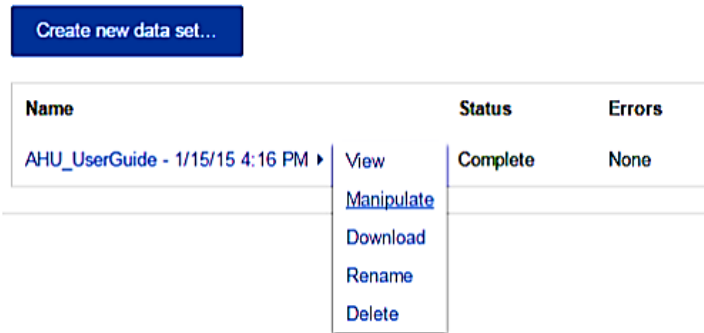 Create new data set...
Name Status Errors
AHU_UserGuide - 1/15/15 4:16 PM View Complete None
Manipulate
Download
Rename
Delete